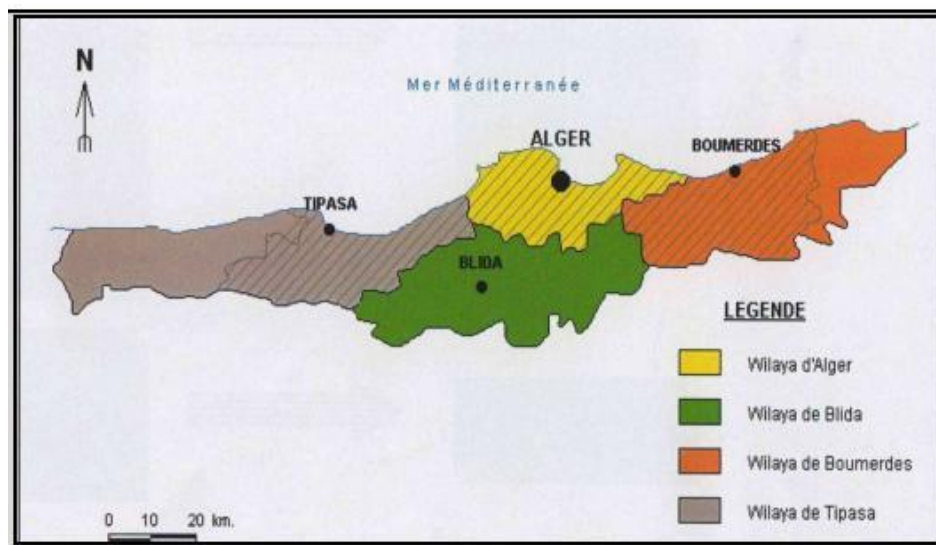 N
Mer Méditerranée
ALGER
BOUMERDES
TIPASA
BLIDA
LEGENDE
Wilaya d'Alger
Wilaya de Blida
Wilaya de Boumerdes
Wilaya de Tipasa
0 10 20 km.